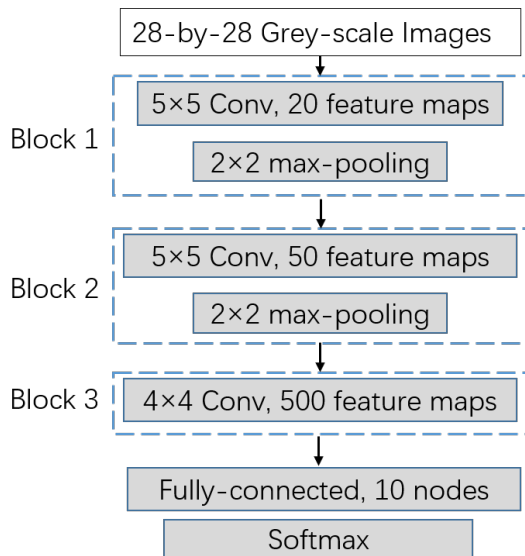 28-by-28 Grey-scale Images
Block 1
5×5 Conv, 20 feature maps
2×2 max-pooling
Block 2
5×5 Conv, 50 feature maps
2×2 max-pooling
Block 3
4×4 Conv, 500 feature maps
Fully-connected, 10 nodes
Softmax